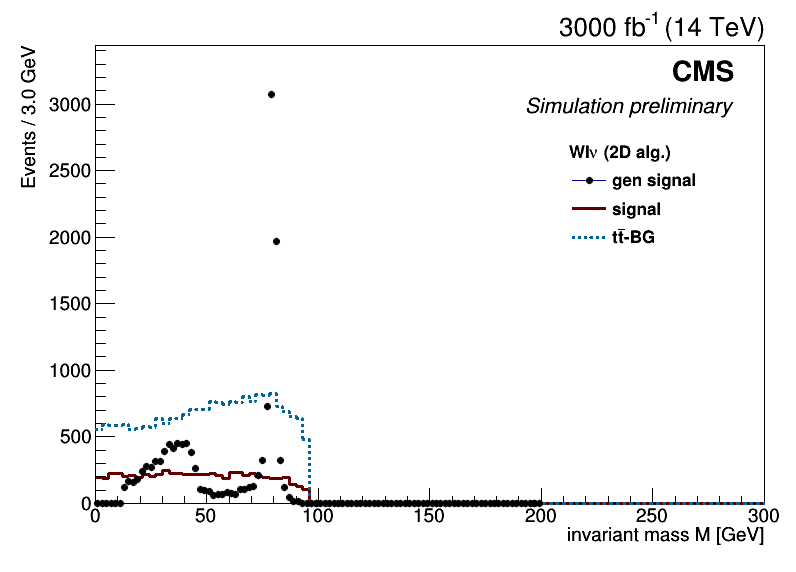 3000 fb⁻¹ (14 TeV)
CMS
Simulation preliminary
Wlν (2D alg.)
gen signal
signal
tt̄-BG
Events / 3.0 GeV
3000
2500
2000
1500
1000
500
0
0 50 100 150 200 250 300
invariant mass M [GeV]